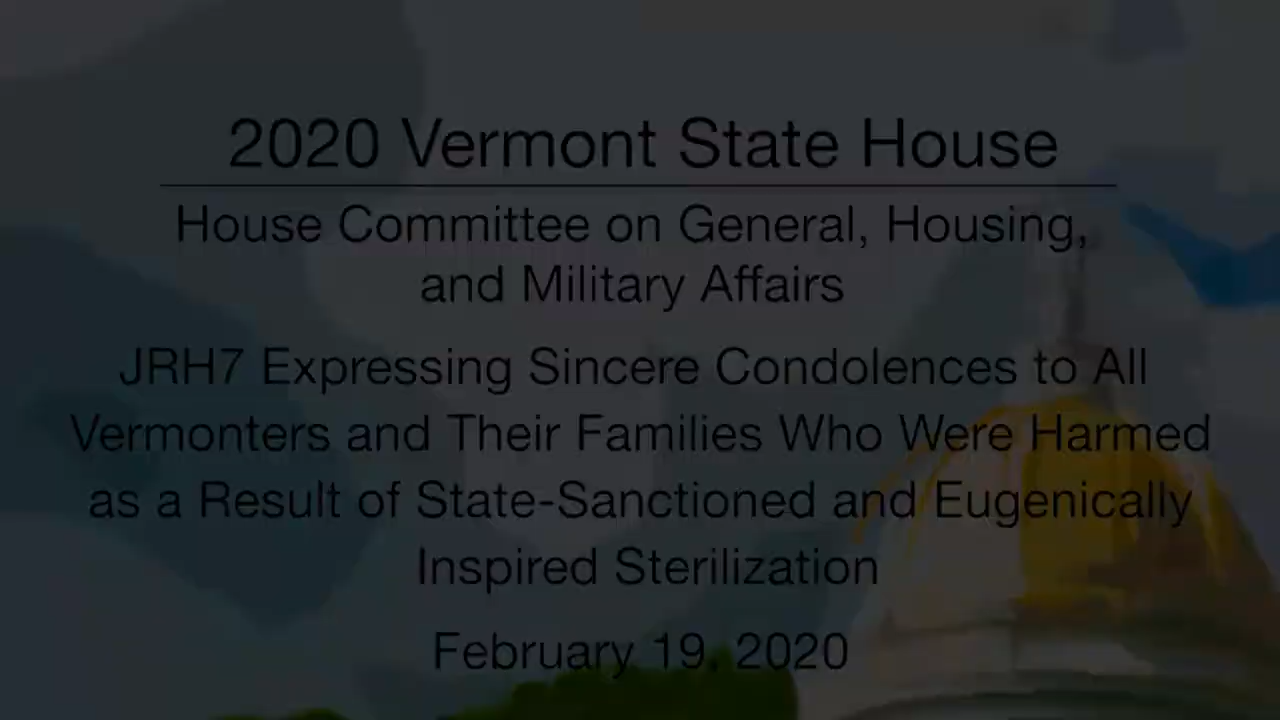 2020 Vermont State House
House Committee on General, Housing,
and Military Affairs
JRH7 Expressing Sincere Condolences to All
Vermonters and Their Families Who Were Harmed
as a Result of State-Sanctioned and Eugenically
Inspired Sterilization
February 19, 2020